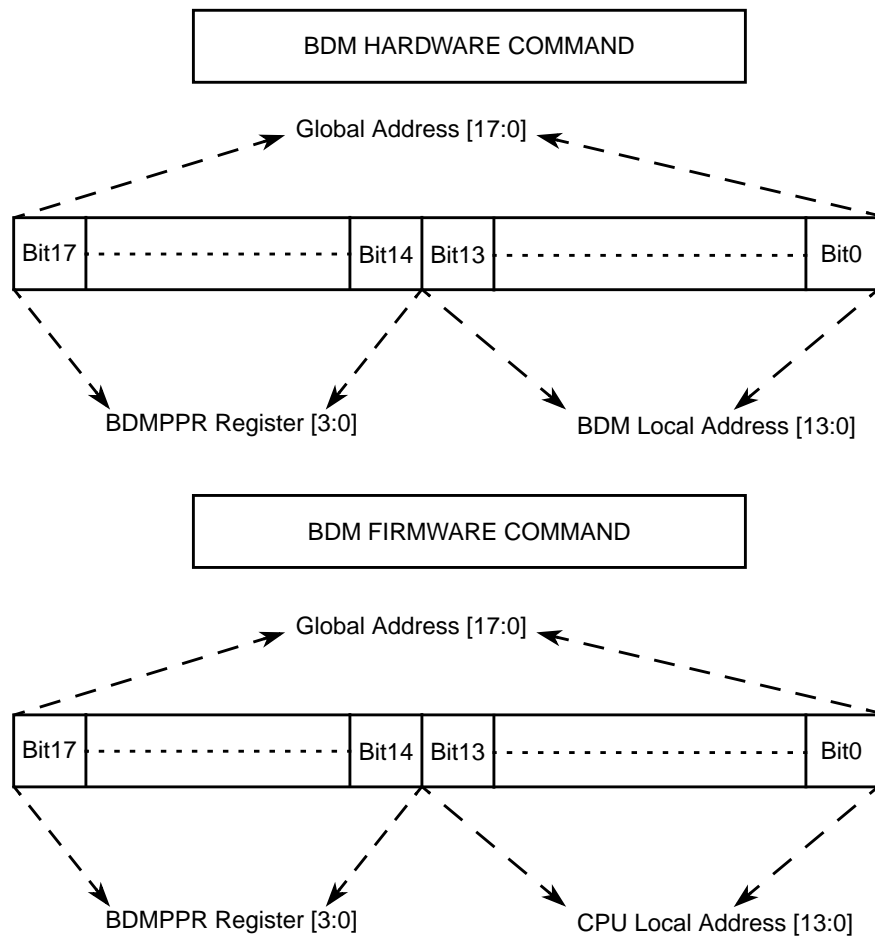 BDM HARDWARE COMMAND
Global Address [17:0]
Bit17 Bit14 Bit13 Bit0
BDMPPR Register [3:0] BDM Local Address [13:0]
BDM FIRMWARE COMMAND
Global Address [17:0]
Bit17 Bit14 Bit13 Bit0
BDMPPR Register [3:0] CPU Local Address [13:0]